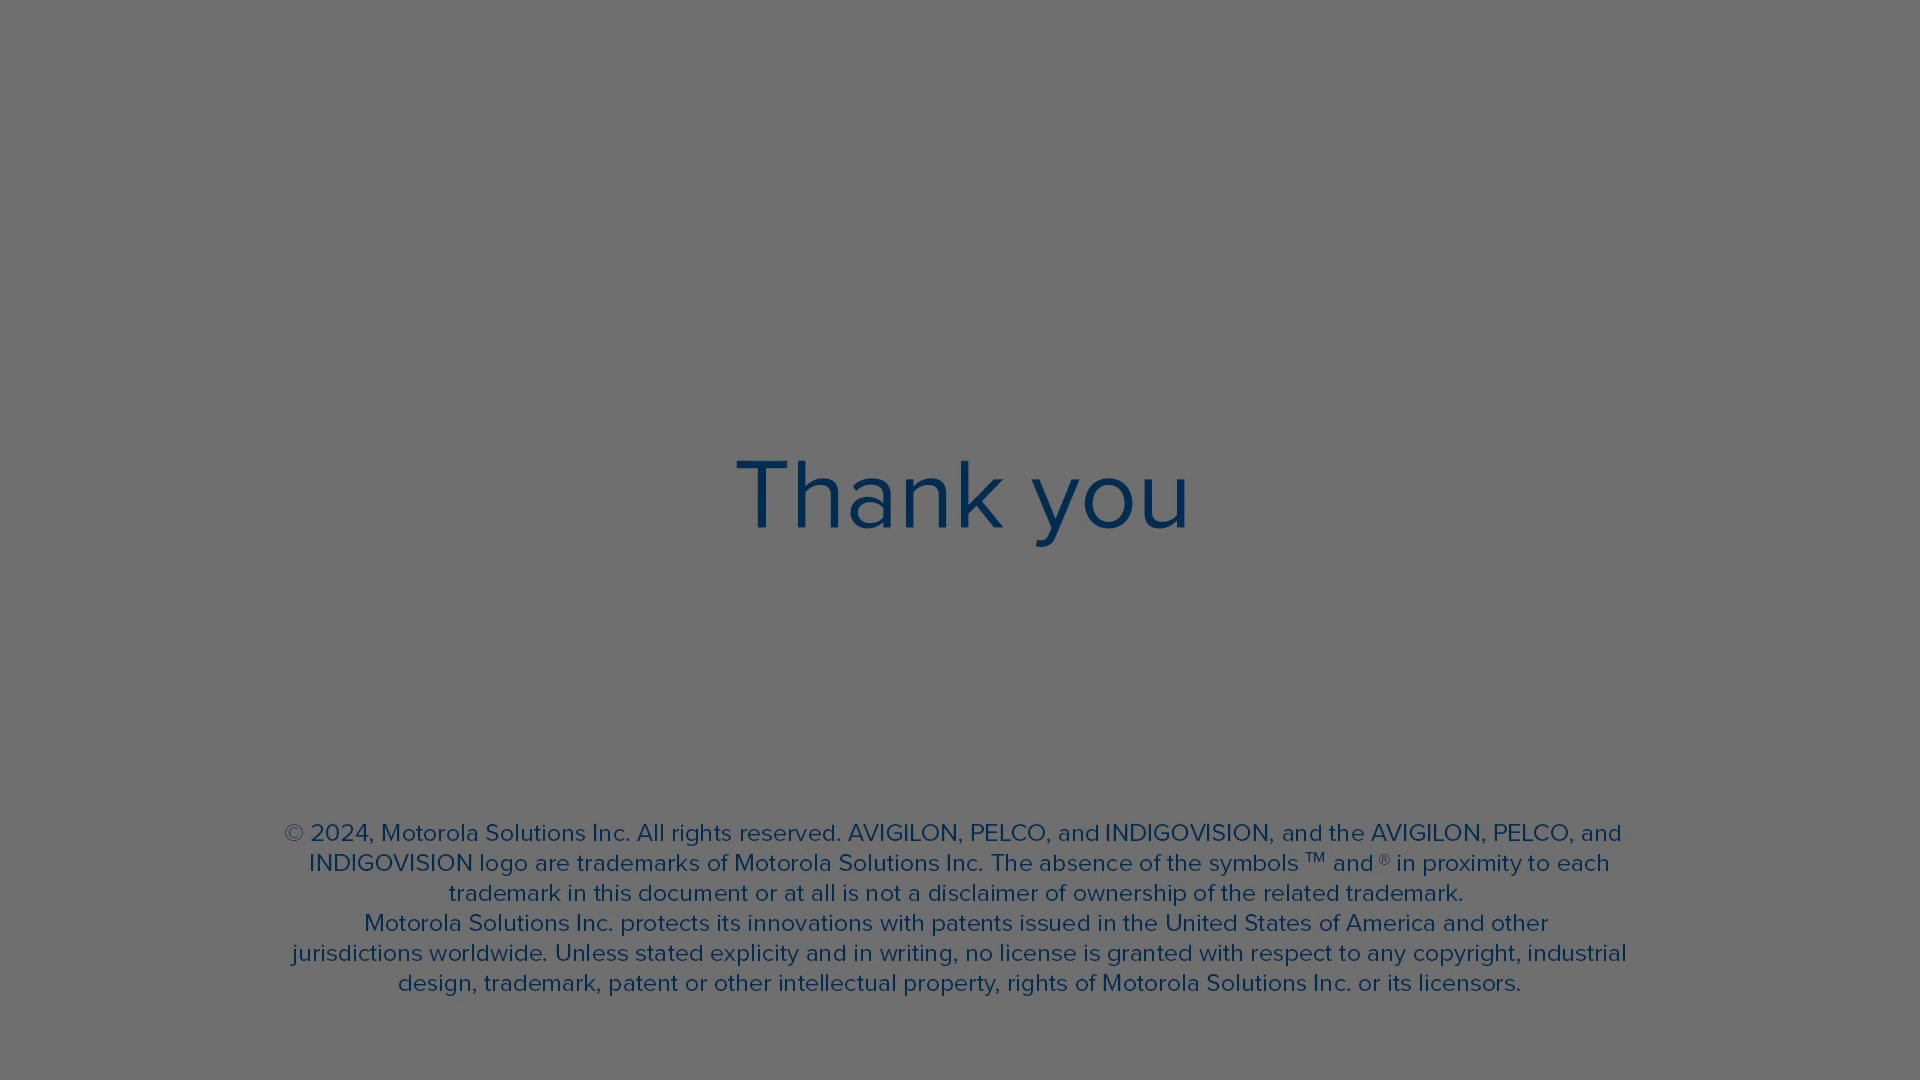 Thank you
© 2024, Motorola Solutions Inc. All rights reserved. AVIGILON, PELCO, and INDIGOVISION, and the AVIGILON, PELCO, and
INDIGOVISION logo are trademarks of Motorola Solutions Inc. The absence of the symbols ™ and ® in proximity to each
trademark in this document or at all is not a disclaimer of ownership of the related trademark.
Motorola Solutions Inc. protects its innovations with patents issued in the United States of America and other
jurisdictions worldwide. Unless stated explicity and in writing, no license is granted with respect to any copyright, industrial
design, trademark, patent or other intellectual property, rights of Motorola Solutions Inc. or its licensors.